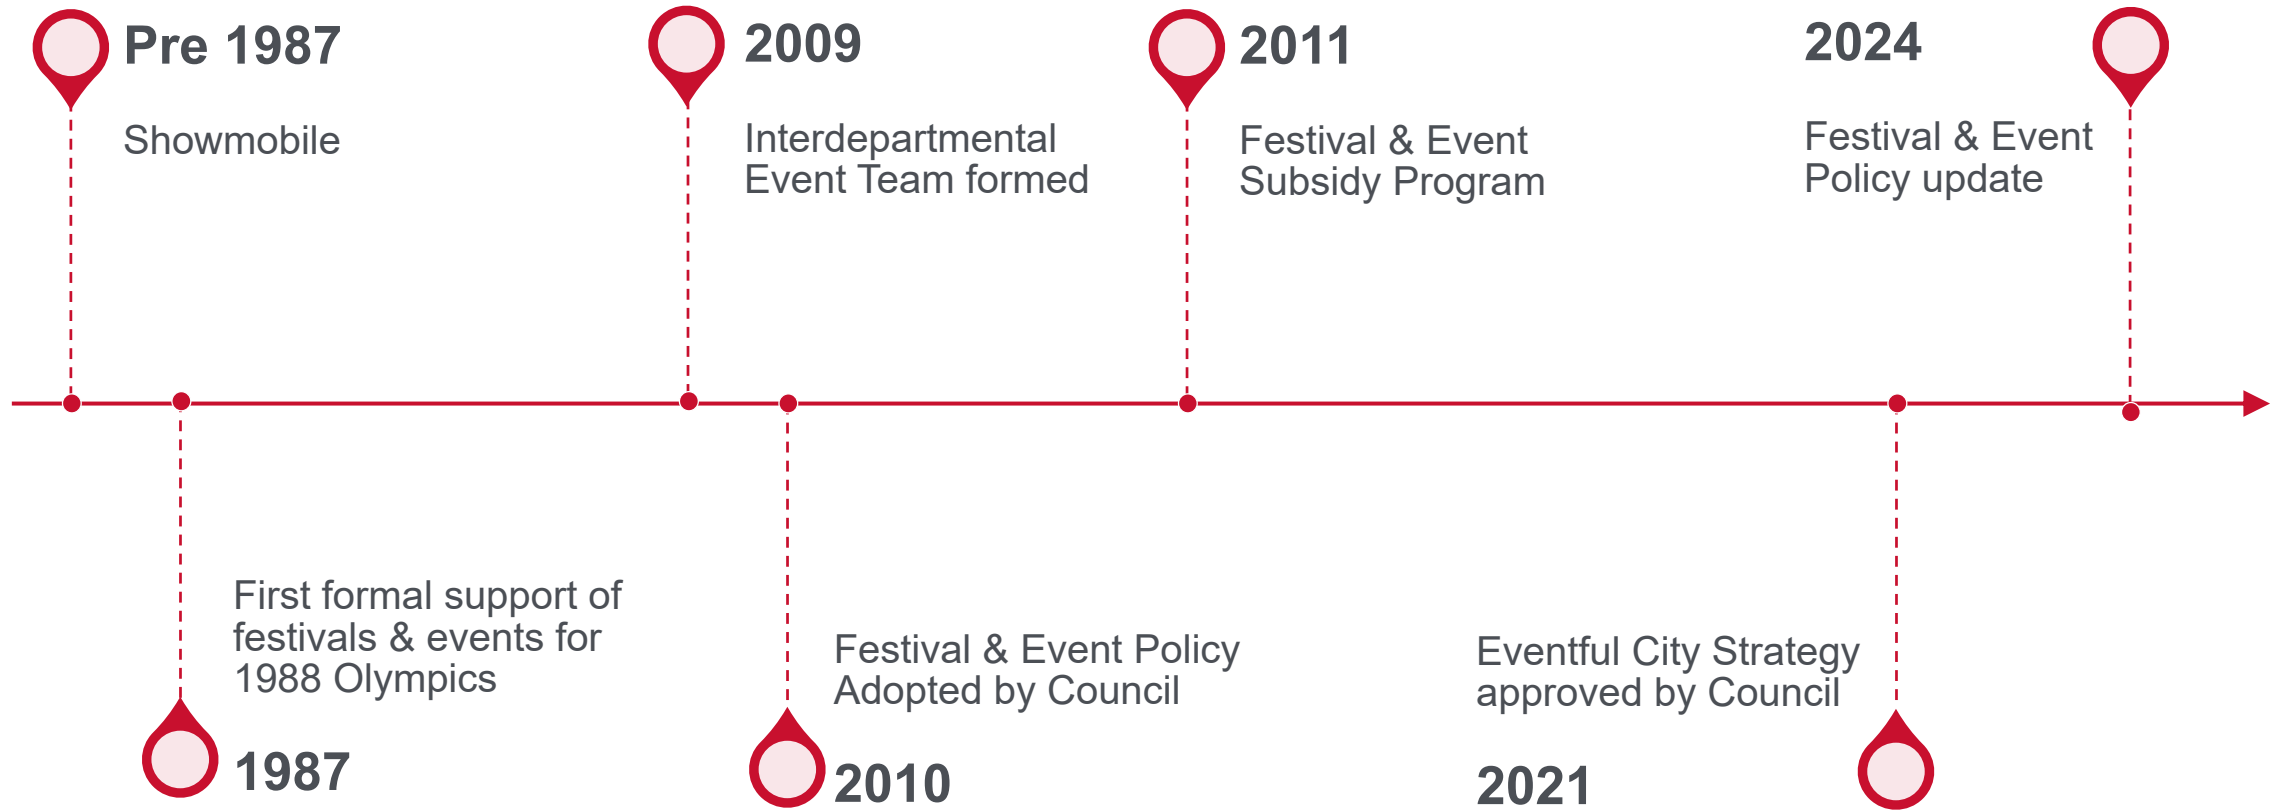 Pre 1987
Showmobile
2009
Interdepartmental
Event Team formed
2011
Festival & Event
Subsidy Program
2024
Festival & Event
Policy update
First formal support of
festivals & events for
1988 Olympics
1987
Festival & Event Policy
Adopted by Council
2010
Eventful City Strategy
approved by Council
2021